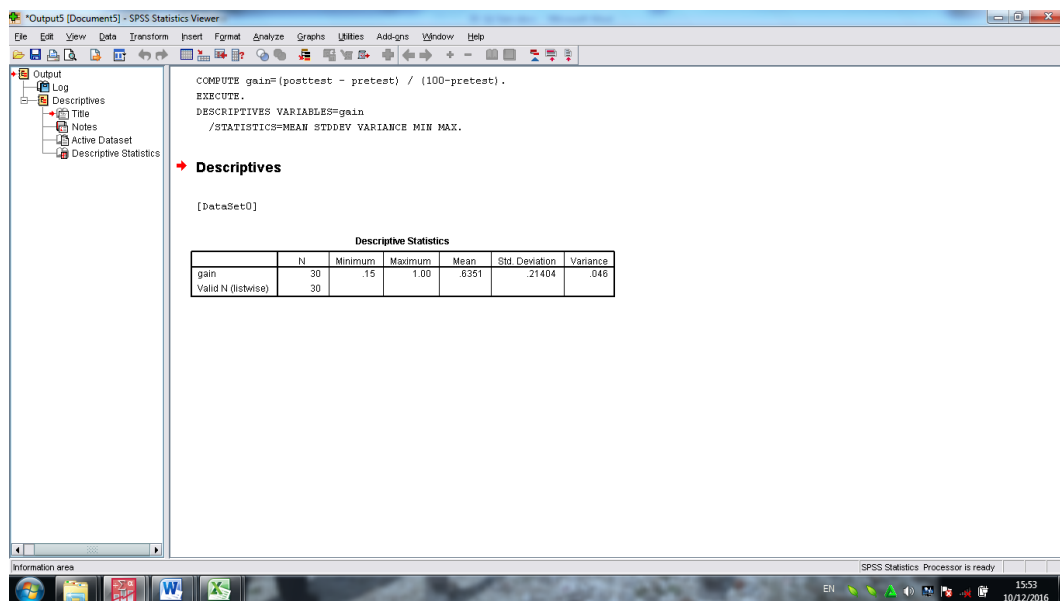 *Output5 [Document5] - SPSS Statistics Viewer
File Edit View Data Transform Insert Format Analyze Graphs Utilities Add-ons Window Help
Output
Log
Descriptives
Title
Notes
Active Dataset
Descriptive Statistics
COMPUTE gain=(posttest - pretest) / (100-pretest).
EXECUTE.
DESCRIPTIVES VARIABLES=gain
/STATISTICS=MEAN STDDEV VARIANCE MIN MAX.
Descriptives
[DataSet0]
Descriptive Statistics
N Minimum Maximum Mean Std. Deviation Variance
gain 30 .15 1.00 .6351 .21404 .046
Valid N (listwise) 30
Information area SPSS Statistics Processor is ready
EN 15:53
10/12/2016